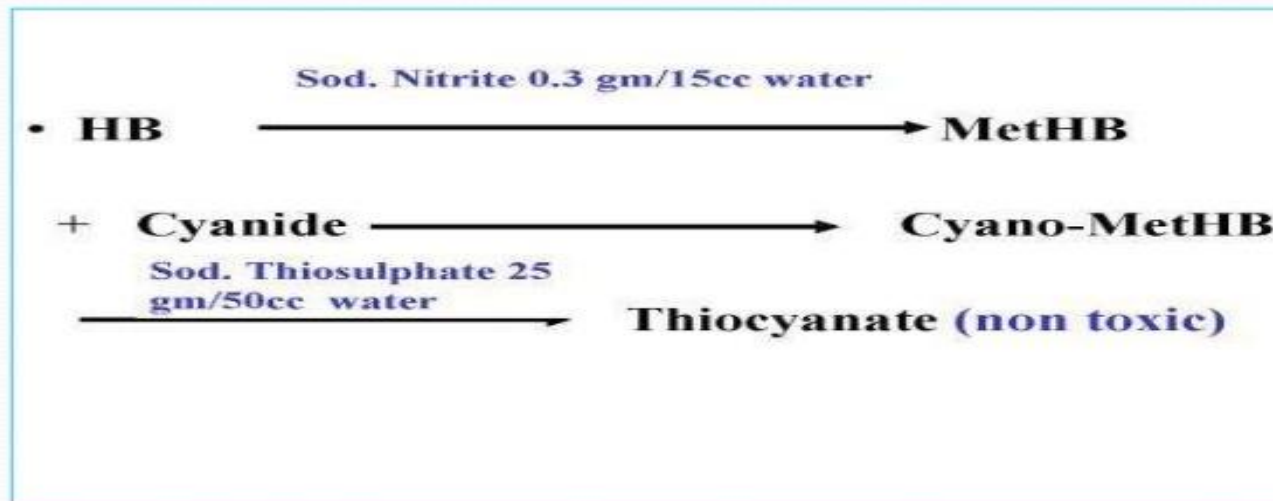 Sod. Nitrite 0.3 gm/15cc water
• HB MetHB
+ Cyanide Cyano-MetHB
Sod. Thiosulphate 25
gm/50cc water
Thiocyanate (non toxic)